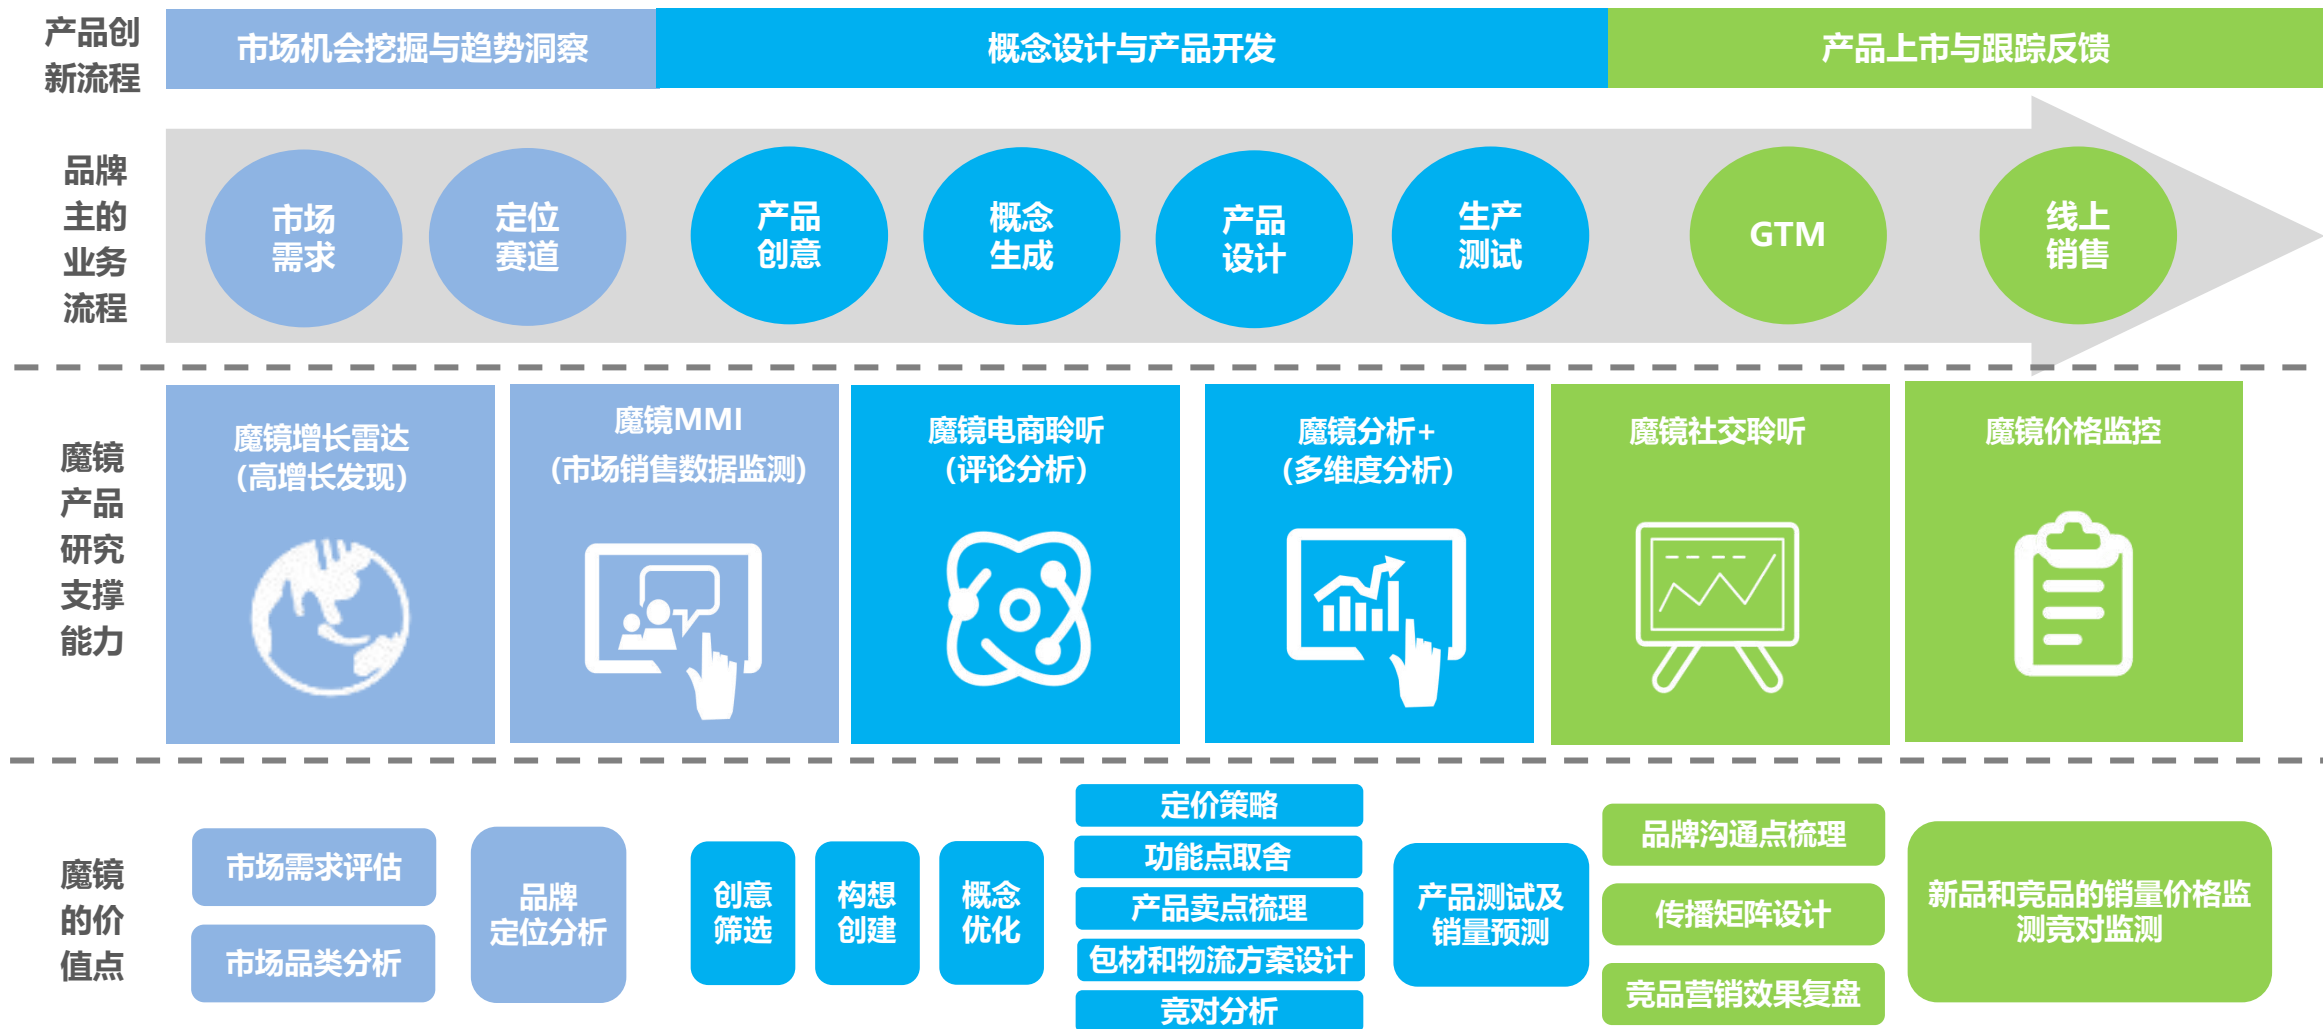 产品创
新流程
市场机会挖掘与趋势洞察
概念设计与产品开发
产品上市与跟踪反馈
品牌
主的
业务
流程
市场
需求
定位
赛道
产品
创意
概念
生成
产品
设计
生产
测试
GTM
线上
销售
魔镜
产品
研究
支撑
能力
魔镜增长雷达
(高增长发现)
魔镜MMI
(市场销售数据监测)
魔镜电商聆听
(评论分析)
魔镜分析+
(多维度分析)
魔镜社交聆听
魔镜价格监控
魔镜
的价
值点
市场需求评估
市场品类分析
品牌
定位分析
创意
筛选
构想
创建
概念
优化
定价策略
功能点取舍
产品卖点梳理
包材和物流方案设计
竞对分析
产品测试及
销量预测
品牌沟通点梳理
传播矩阵设计
竞品营销效果复盘
新品和竞品的销量价格监
测竞对监测